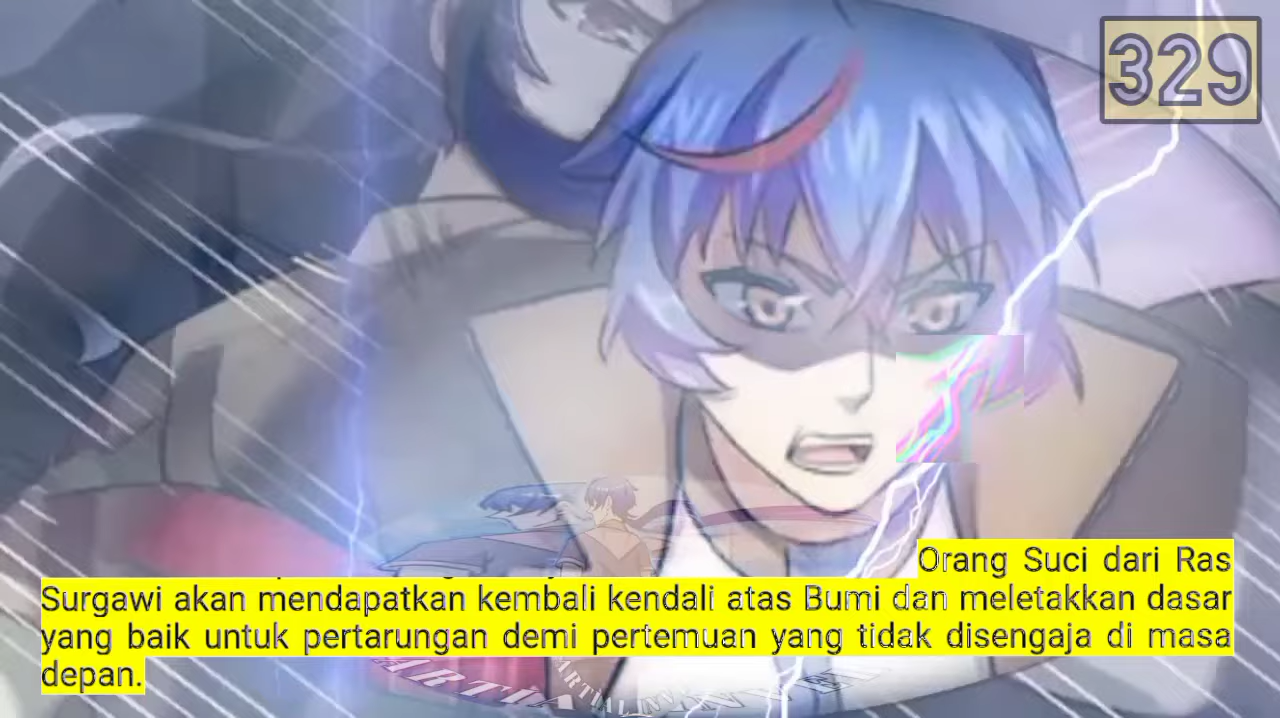 329
Orang Suci dari Ras
Surgawi akan mendapatkan kembali kendali atas Bumi dan meletakkan dasar
yang baik untuk pertarungan demi pertemuan yang tidak disengaja di masa
depan.